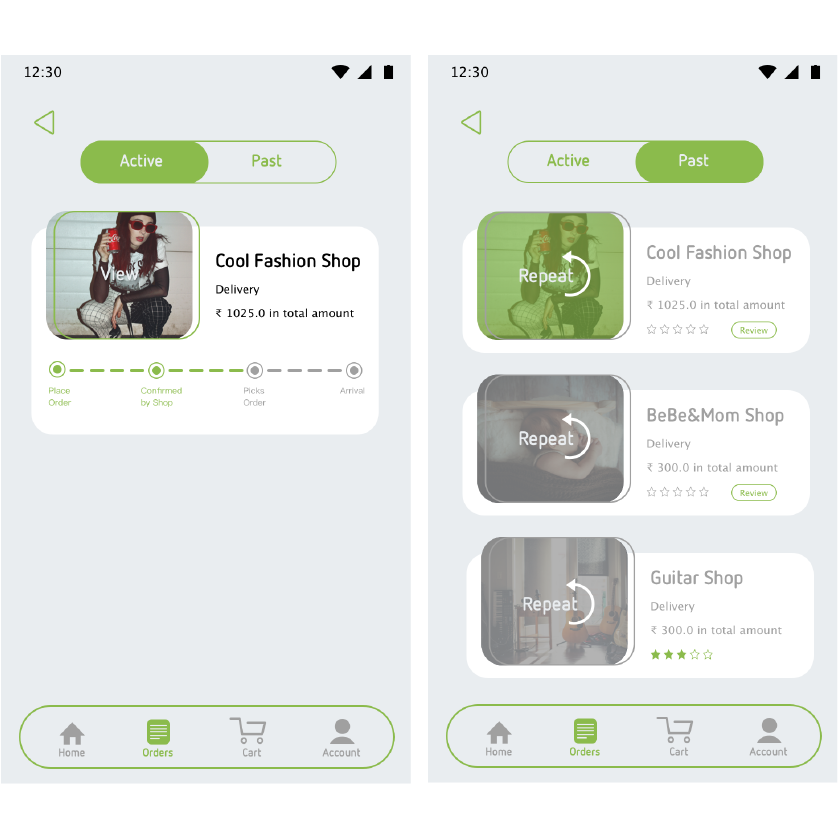 12:30
Active Past
View
Cool Fashion Shop
Delivery
₹ 1025.0 in total amount
Place
Order
Confirmed
by Shop
Picks
Order
Arrival
Home Orders Cart Account
12:30
Active Past
Repeat
Cool Fashion Shop
Delivery
₹ 1025.0 in total amount
Review
Repeat
BeBe&Mom Shop
Delivery
₹ 300.0 in total amount
Review
Repeat
Guitar Shop
Delivery
₹ 300.0 in total amount
Home Orders Cart Account